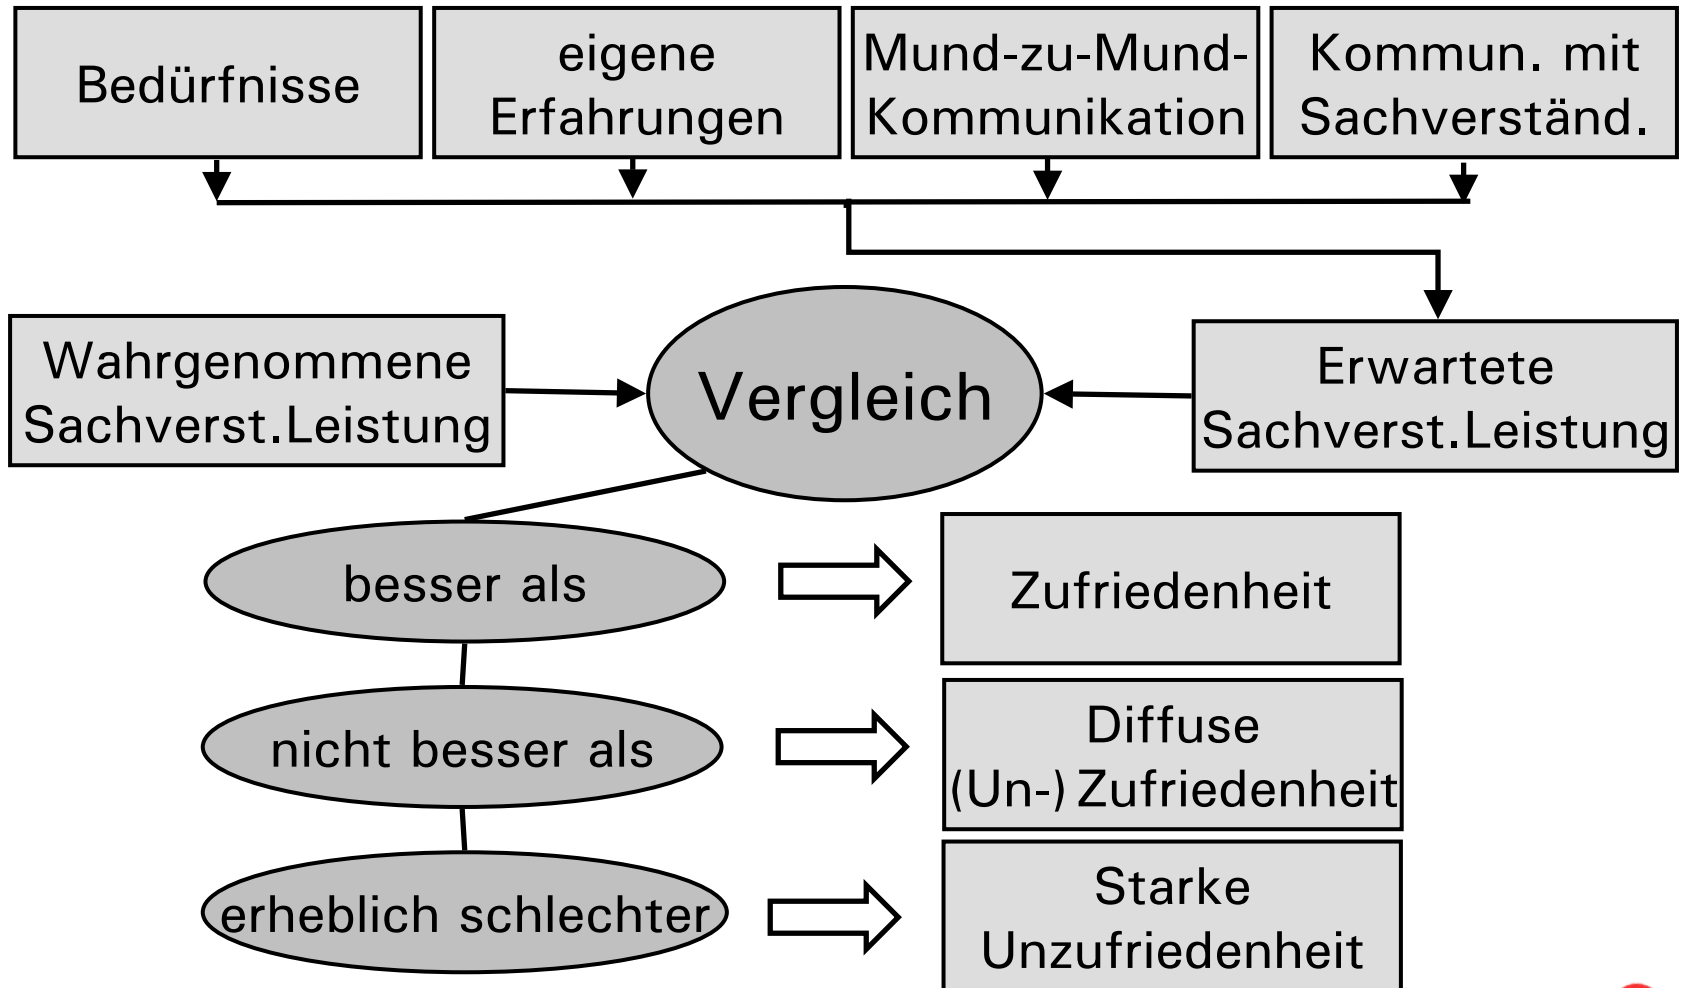 Bedürfnisse
eigene
Erfahrungen
Mund-zu-Mund-
Kommunikation
Kommun. mit
Sachverständ.
Wahrgenommene
Sachverst.Leistung
Vergleich
Erwartete
Sachverst.Leistung
besser als
Zufriedenheit
nicht besser als
Diffuse
(Un-) Zufriedenheit
erheblich schlechter
Starke
Unzufriedenheit